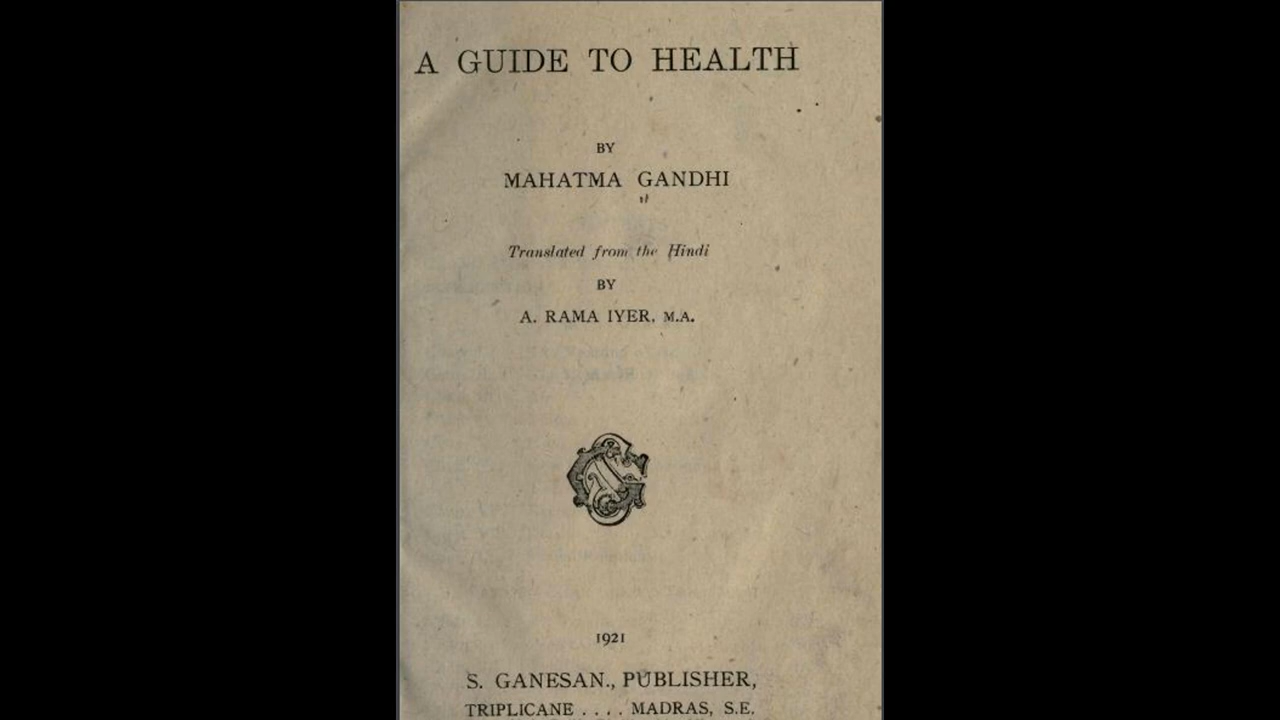 A GUIDE TO HEALTH
BY
MAHATMA GANDHI
Translated from the Hindi
BY
A. RAMA IYER, M.A.
1921
S. GANESAN., PUBLISHER,
TRIPLICANE .... MADRAS, S.E.